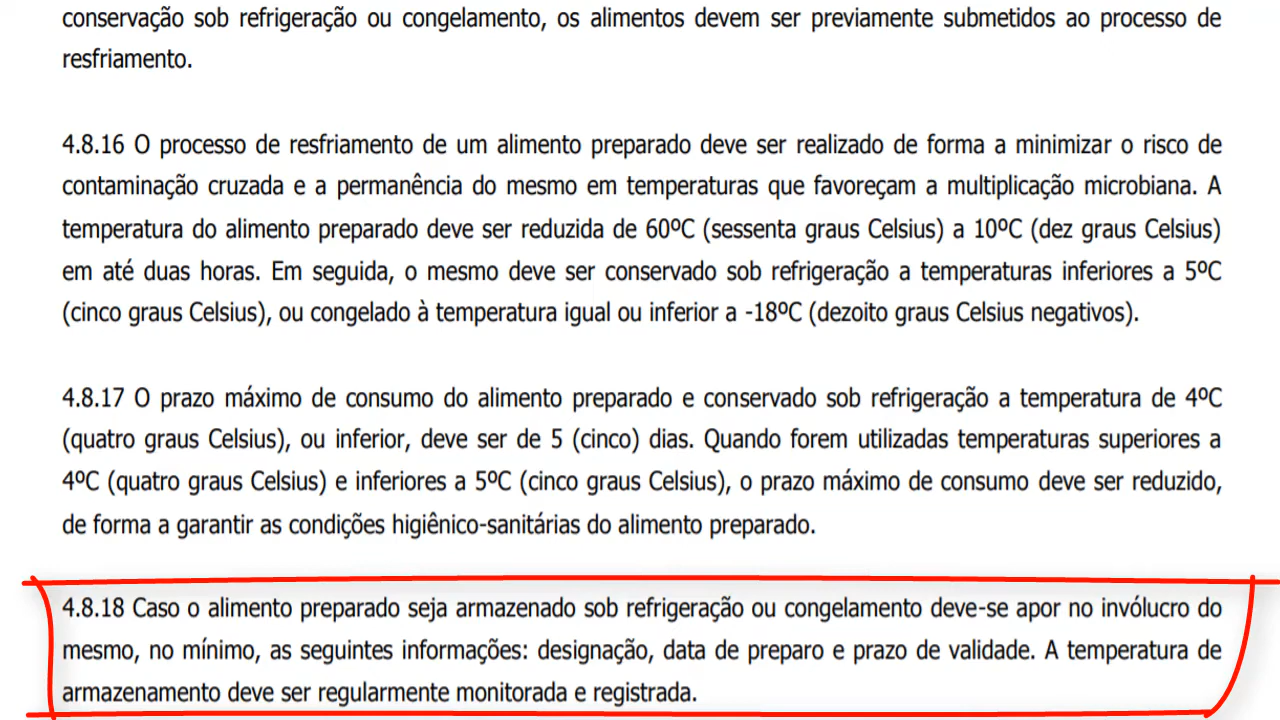 conservação sob refrigeração ou congelamento, os alimentos devem ser previamente submetidos ao processo de
resfriamento.
4.8.16 O processo de resfriamento de um alimento preparado deve ser realizado de forma a minimizar o risco de
contaminação cruzada e a permanência do mesmo em temperaturas que favoreçam a multiplicação microbiana. A
temperatura do alimento preparado deve ser reduzida de 60ºC (sessenta graus Celsius) a 10ºC (dez graus Celsius)
em até duas horas. Em seguida, o mesmo deve ser conservado sob refrigeração a temperaturas inferiores a 5ºC
(cinco graus Celsius), ou congelado à temperatura igual ou inferior a -18ºC (dezoito graus Celsius negativos).
4.8.17 O prazo máximo de consumo do alimento preparado e conservado sob refrigeração a temperatura de 4ºC
(quatro graus Celsius), ou inferior, deve ser de 5 (cinco) dias. Quando forem utilizadas temperaturas superiores a
4ºC (quatro graus Celsius) e inferiores a 5ºC (cinco graus Celsius), o prazo máximo de consumo deve ser reduzido,
de forma a garantir as condições higiênico-sanitárias do alimento preparado.
4.8.18 Caso o alimento preparado seja armazenado sob refrigeração ou congelamento deve-se apor no invólucro do
mesmo, no mínimo, as seguintes informações: designação, data de preparo e prazo de validade. A temperatura de
armazenamento deve ser regularmente monitorada e registrada.